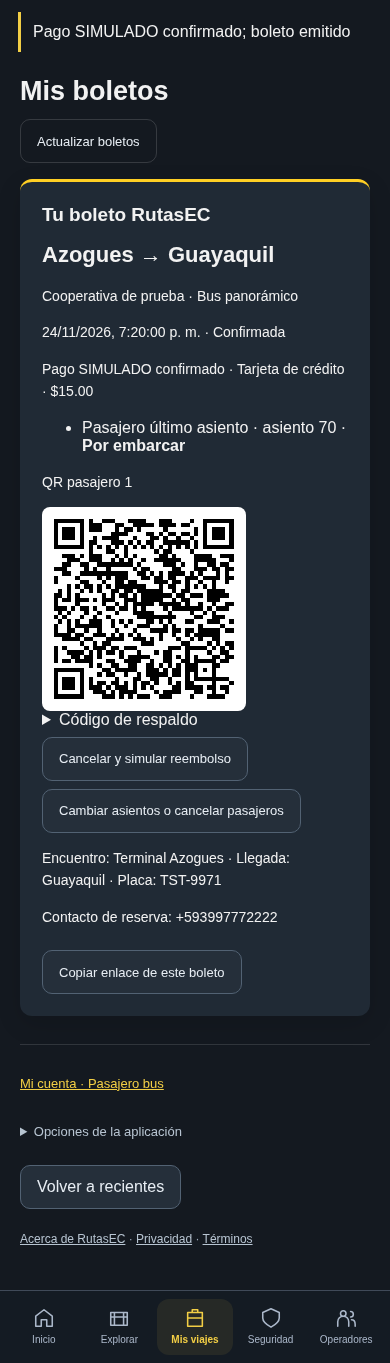 Pago SIMULADO confirmado; boleto emitido
Mis boletos
Actualizar boletos
Tu boleto RutasEC
Azogues → Guayaquil
Cooperativa de prueba · Bus panorámico
24/11/2026, 7:20:00 p. m. · Confirmada
Pago SIMULADO confirmado · Tarjeta de crédito
· $15.00
• Pasajero último asiento · asiento 70 ·
Por embarcar
QR pasajero 1
Código de respaldo
Cancelar y simular reembolso
Cambiar asientos o cancelar pasajeros
Encuentro: Terminal Azogues · Llegada:
Guayaquil · Placa: TST-9971
Contacto de reserva: +593997772222
Copiar enlace de este boleto
Mi cuenta · Pasajero bus
Opciones de la aplicación
Volver a recientes
Acerca de RutasEC · Privacidad · Términos
Inicio Explorar Mis viajes Seguridad Operadores